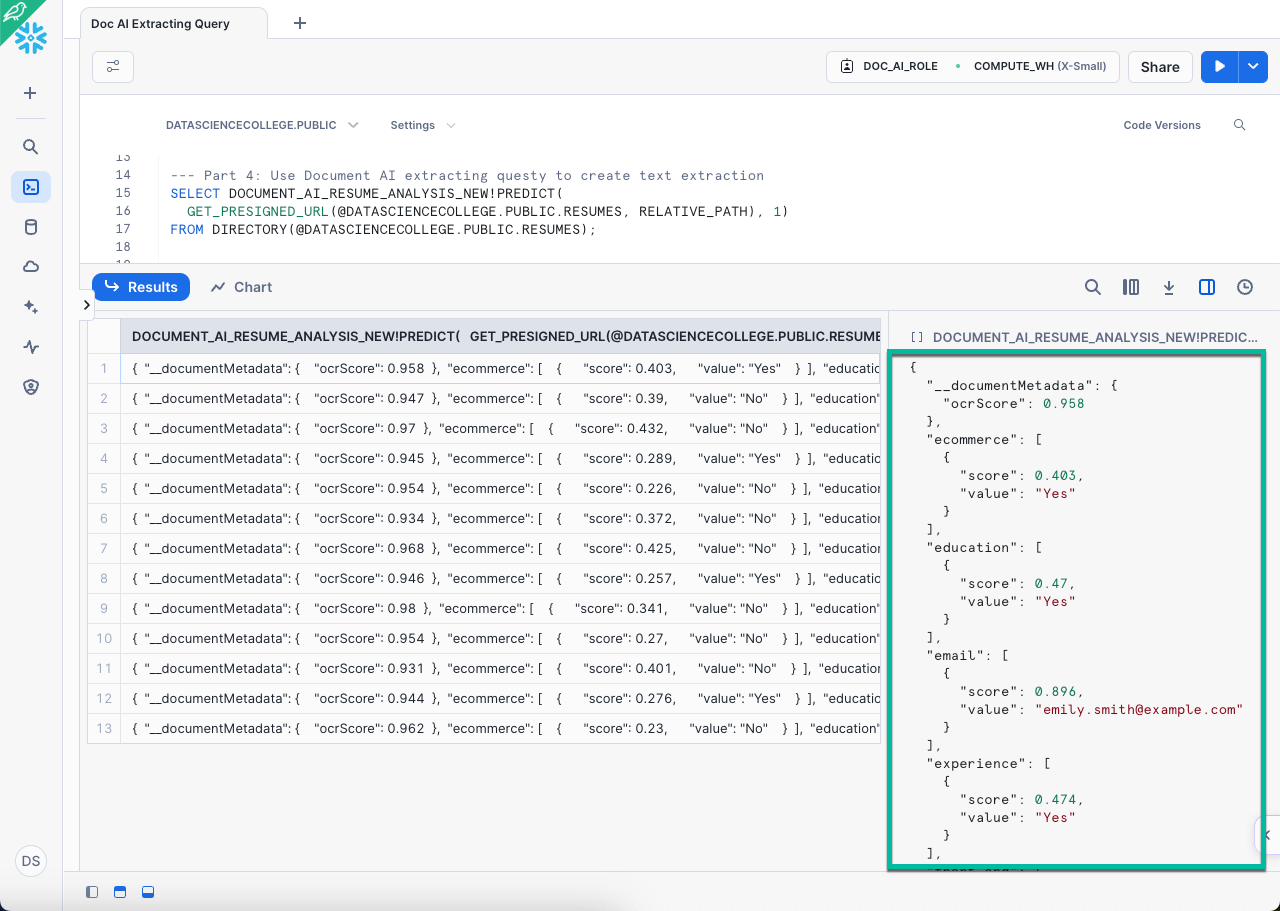 Doc AI Extracting Query
DOC_AI_ROLE
COMPUTE_WH (X-Small)
Share
DATASCIENCECOLLEGE.PUBLIC
Settings
Code Versions
13
14 --- Part 4: Use Document AI extracting questy to create text extraction
15 SELECT DOCUMENT_AI_RESUME_ANALYSIS_NEW!PREDICT(
16 GET_PRESIGNED_URL(@DATASCIENCECOLLEGE.PUBLIC.RESUMES, RELATIVE_PATH), 1)
17 FROM DIRECTORY(@DATASCIENCECOLLEGE.PUBLIC.RESUMES);
18
Results
Chart
DOCUMENT_AI_RESUME_ANALYSIS_NEW!PREDICT( GET_PRESIGNED_URL(@DATASCIENCECOLLEGE.PUBLIC.RESUME
1 { "__documentMetadata": { "ocrScore": 0.958 }, "ecommerce": [ { "score": 0.403, "value": "Yes" } ], "educatio
2 { "__documentMetadata": { "ocrScore": 0.947 }, "ecommerce": [ { "score": 0.39, "value": "No" } ], "education"
3 { "__documentMetadata": { "ocrScore": 0.97 }, "ecommerce": [ { "score": 0.432, "value": "No" } ], "education"
4 { "__documentMetadata": { "ocrScore": 0.945 }, "ecommerce": [ { "score": 0.289, "value": "Yes" } ], "educatio
5 { "__documentMetadata": { "ocrScore": 0.954 }, "ecommerce": [ { "score": 0.226, "value": "No" } ], "education
6 { "__documentMetadata": { "ocrScore": 0.934 }, "ecommerce": [ { "score": 0.372, "value": "No" } ], "education
7 { "__documentMetadata": { "ocrScore": 0.968 }, "ecommerce": [ { "score": 0.425, "value": "No" } ], "education
8 { "__documentMetadata": { "ocrScore": 0.946 }, "ecommerce": [ { "score": 0.257, "value": "Yes" } ], "educatio
9 { "__documentMetadata": { "ocrScore": 0.98 }, "ecommerce": [ { "score": 0.341, "value": "No" } ], "education"
10 { "__documentMetadata": { "ocrScore": 0.954 }, "ecommerce": [ { "score": 0.27, "value": "No" } ], "education"
11 { "__documentMetadata": { "ocrScore": 0.931 }, "ecommerce": [ { "score": 0.401, "value": "No" } ], "education
12 { "__documentMetadata": { "ocrScore": 0.944 }, "ecommerce": [ { "score": 0.276, "value": "Yes" } ], "educatio
13 { "__documentMetadata": { "ocrScore": 0.962 }, "ecommerce": [ { "score": 0.23, "value": "No" } ], "education"
[ ] DOCUMENT_AI_RESUME_ANALYSIS_NEW!PREDIC...
{
"__documentMetadata": {
"ocrScore": 0.958
},
"ecommerce": [
{
"score": 0.403,
"value": "Yes"
}
],
"education": [
{
"score": 0.47,
"value": "Yes"
}
],
"email": [
{
"score": 0.896,
"value": "emily.smith@example.com"
}
],
"experience": [
{
"score": 0.474,
"value": "Yes"
}
],
DS